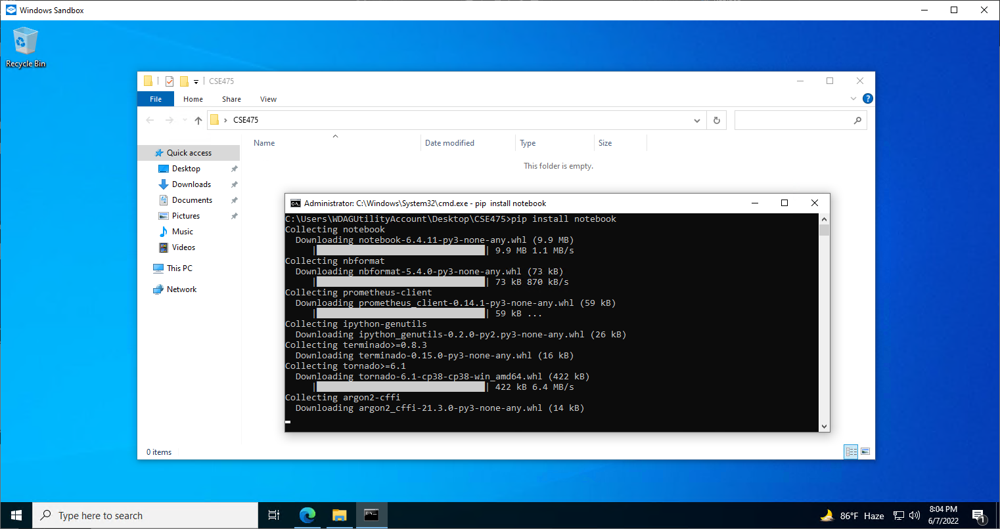 Windows Sandbox
Recycle Bin
CSE475
File Home Share View
CSE475
Name Date modified Type Size
This folder is empty.
Quick access
Desktop
Downloads
Documents
Pictures
Music
Videos
This PC
Network
Administrator: C:\Windows\System32\cmd.exe - pip  install notebook
C:\Users\WDAGUtilityAccount\Desktop\CSE475>pip install notebook
Collecting notebook
  Downloading notebook-6.4.11-py3-none-any.whl (9.9 MB)
     |████████████████████████████████| 9.9 MB 1.1 MB/s
Collecting nbformat
  Downloading nbformat-5.4.0-py3-none-any.whl (73 kB)
     |████████████████████████████████| 73 kB 870 kB/s
Collecting prometheus-client
  Downloading prometheus_client-0.14.1-py3-none-any.whl (59 kB)
     |████████████████████████████████| 59 kB ...
Collecting ipython-genutils
  Downloading ipython_genutils-0.2.0-py2.py3-none-any.whl (26 kB)
Collecting terminado>=0.8.3
  Downloading terminado-0.15.0-py3-none-any.whl (16 kB)
Collecting tornado>=6.1
  Downloading tornado-6.1-cp38-cp38-win_amd64.whl (422 kB)
     |████████████████████████████████| 422 kB 6.4 MB/s
Collecting argon2-cffi
  Downloading argon2_cffi-21.3.0-py3-none-any.whl (14 kB)
0 items
Type here to search
86°F Haze
8:04 PM
6/7/2022
1